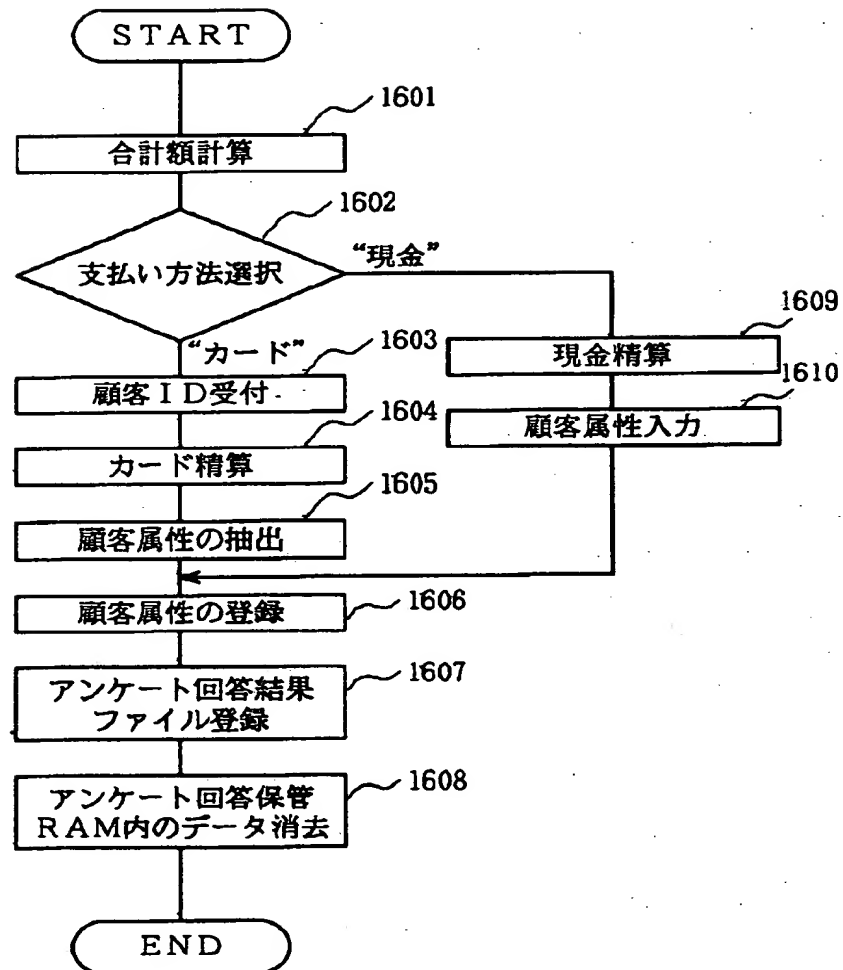 START
1601
合計額計算
1602
支払い方法選択
“現金”
“カード”
1603
顧客ID受付
1604
カード精算
1605
顧客属性の抽出
1609
現金精算
1610
顧客属性入力
1606
顧客属性の登録
1607
アンケート回答結果
ファイル登録
1608
アンケート回答保管
RAM内のデータ消去
END